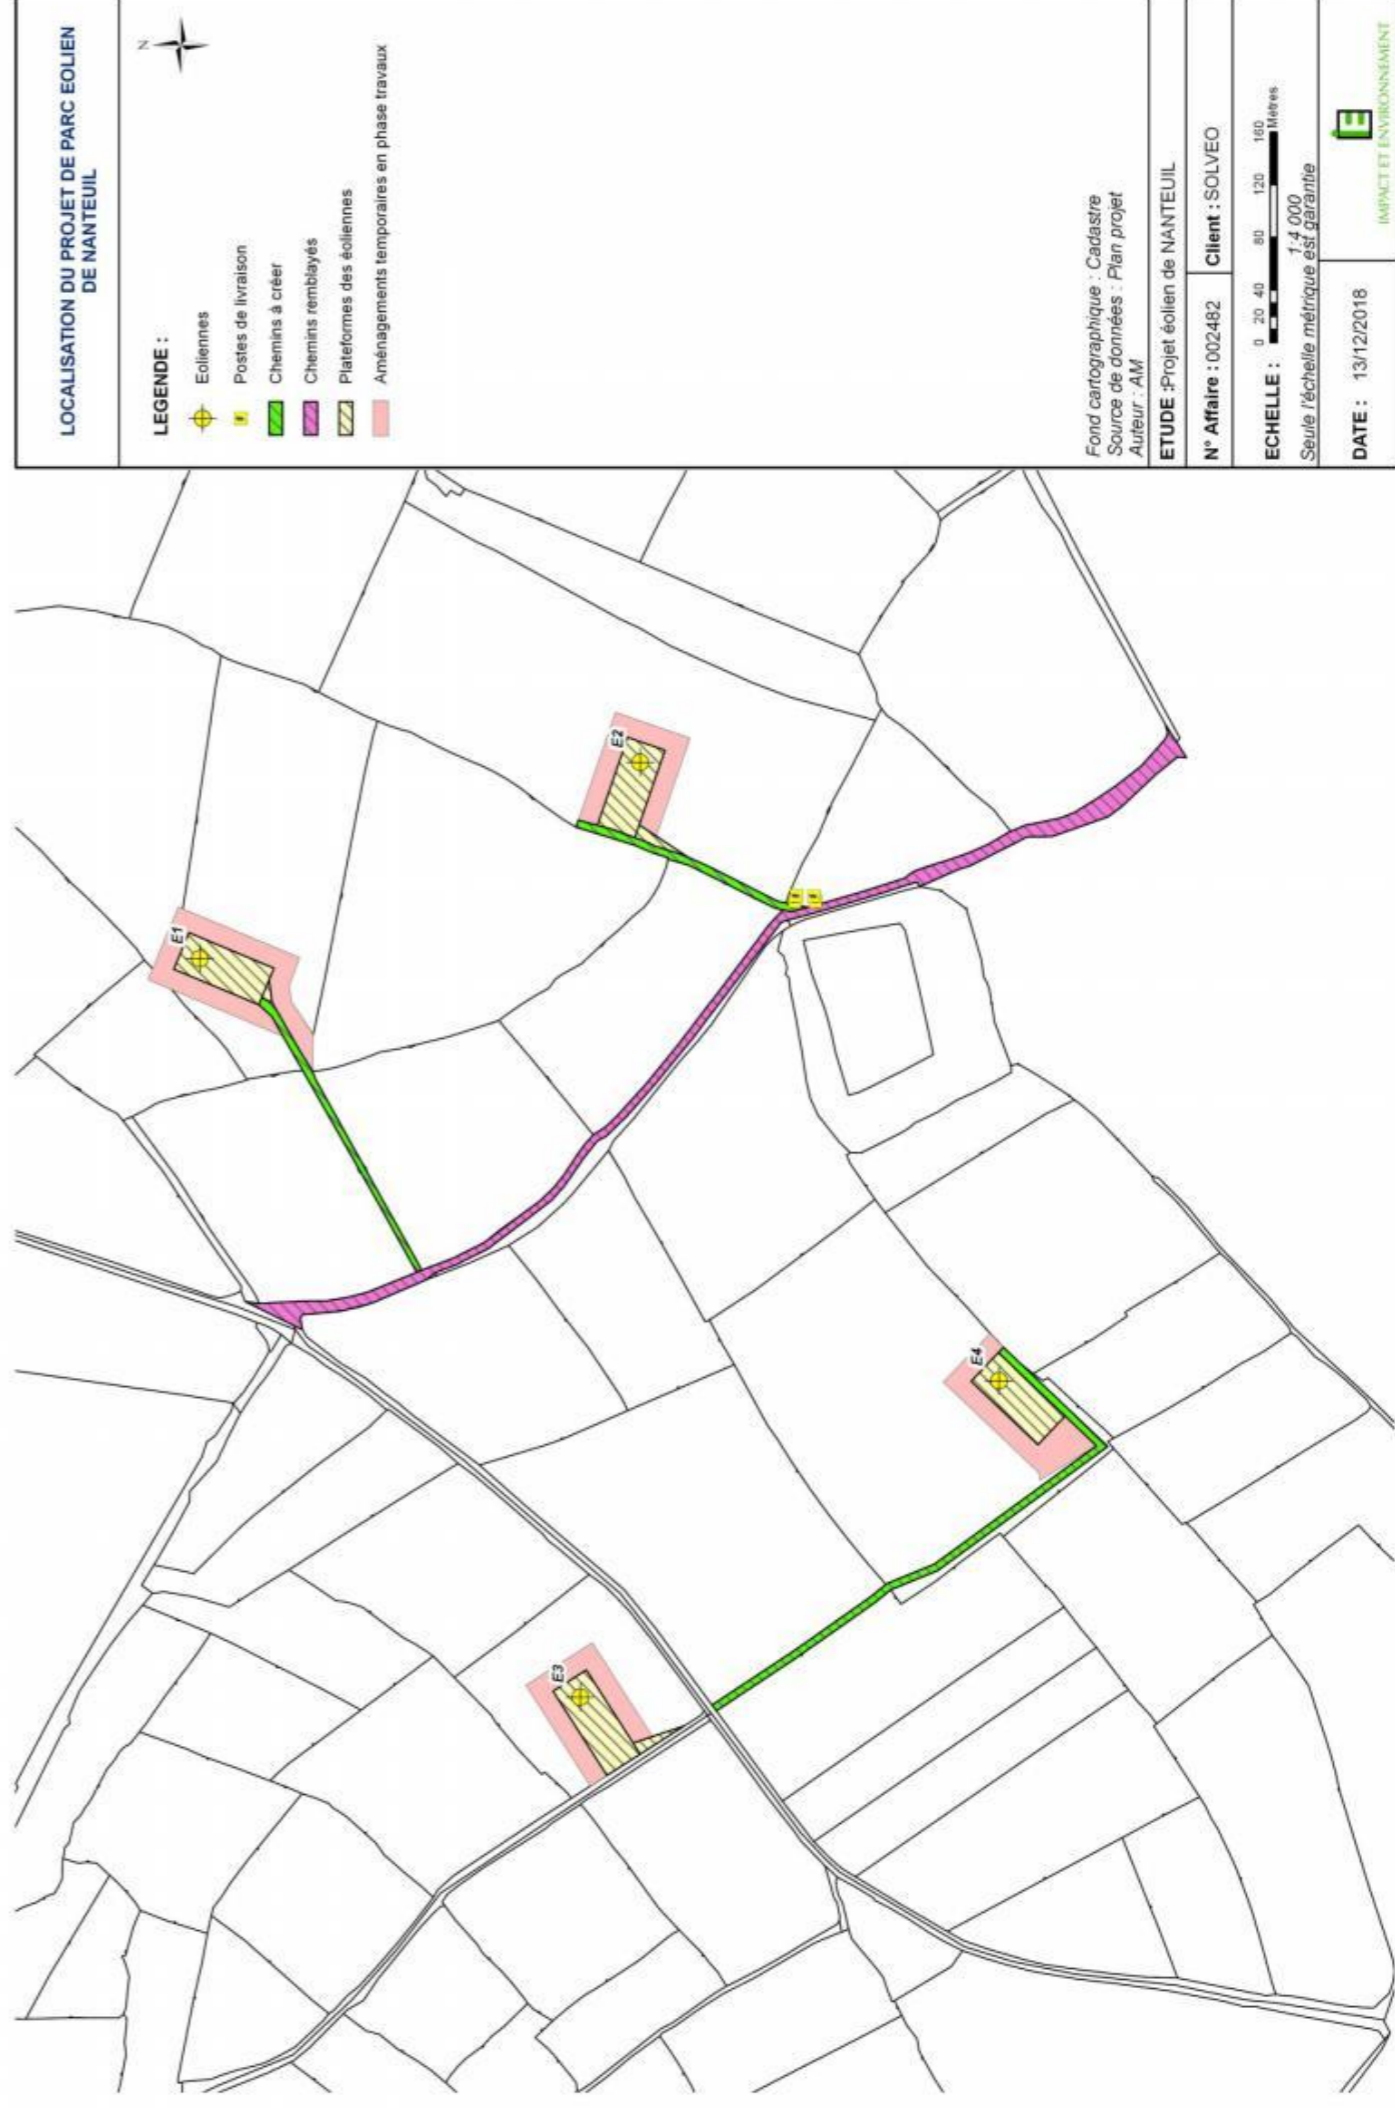 LOCALISATION DU PROJET DE PARC EOLIEN
DE NANTEUIL
N
LEGENDE :
Eoliennes
Postes de livraison
Chemins à créer
Chemins remblayés
Plateformes des éoliennes
Aménagements temporaires en phase travaux
E1
E2
E3
E4
Fond cartographique : Cadastre
Source de données : Plan projet
Auteur : AM
ETUDE :Projet éolien de NANTEUIL
N° Affaire : 002482
Client : SOLVEO
ECHELLE :
0 20 40 80 120 160
Mètres
1:4 000
Seule l'échelle métrique est garantie
DATE : 13/12/2018
IMPACT ET ENVIRONNEMENT